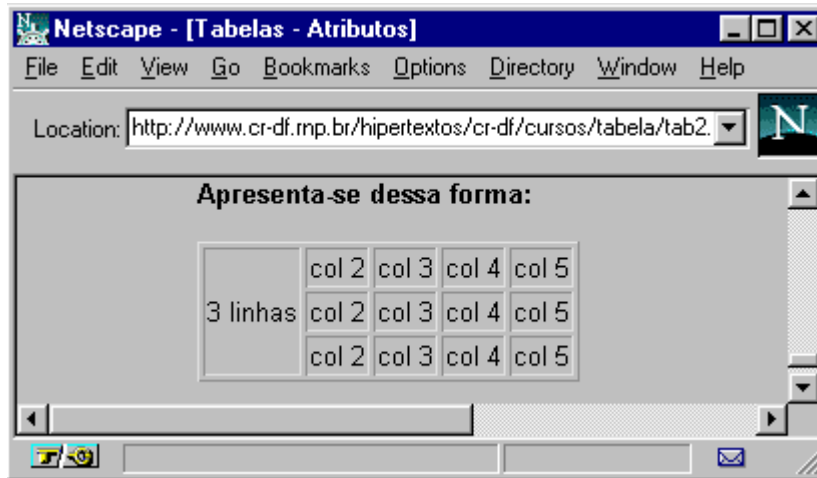 Netscape - [Tabelas - Atributos]
File Edit View Go Bookmarks Options Directory Window Help
Location: http://www.cr-df.rnp.br/hipertextos/cr-df/cursos/tabela/tab2.
N
Apresenta-se dessa forma:
col 2 col 3 col 4 col 5
3 linhas col 2 col 3 col 4 col 5
col 2 col 3 col 4 col 5